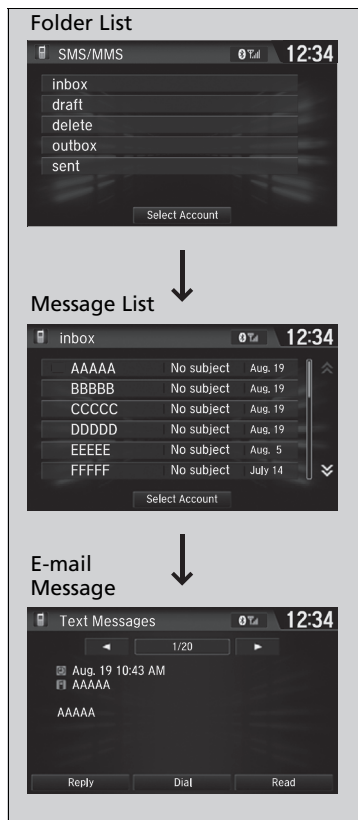 Folder List
SMS/MMS 12:34
inbox
draft
delete
outbox
sent
Select Account
Message List
inbox 12:34
AAAAA No subject Aug. 19
BBBBB No subject Aug. 19
CCCCC No subject Aug. 19
DDDDD No subject Aug. 19
EEEEE No subject Aug. 5
FFFFF No subject July 14
Select Account
E-mail
Message
Text Messages 12:34
1/20
Aug. 19 10:43 AM
AAAAA
AAAAA
Reply Dial Read